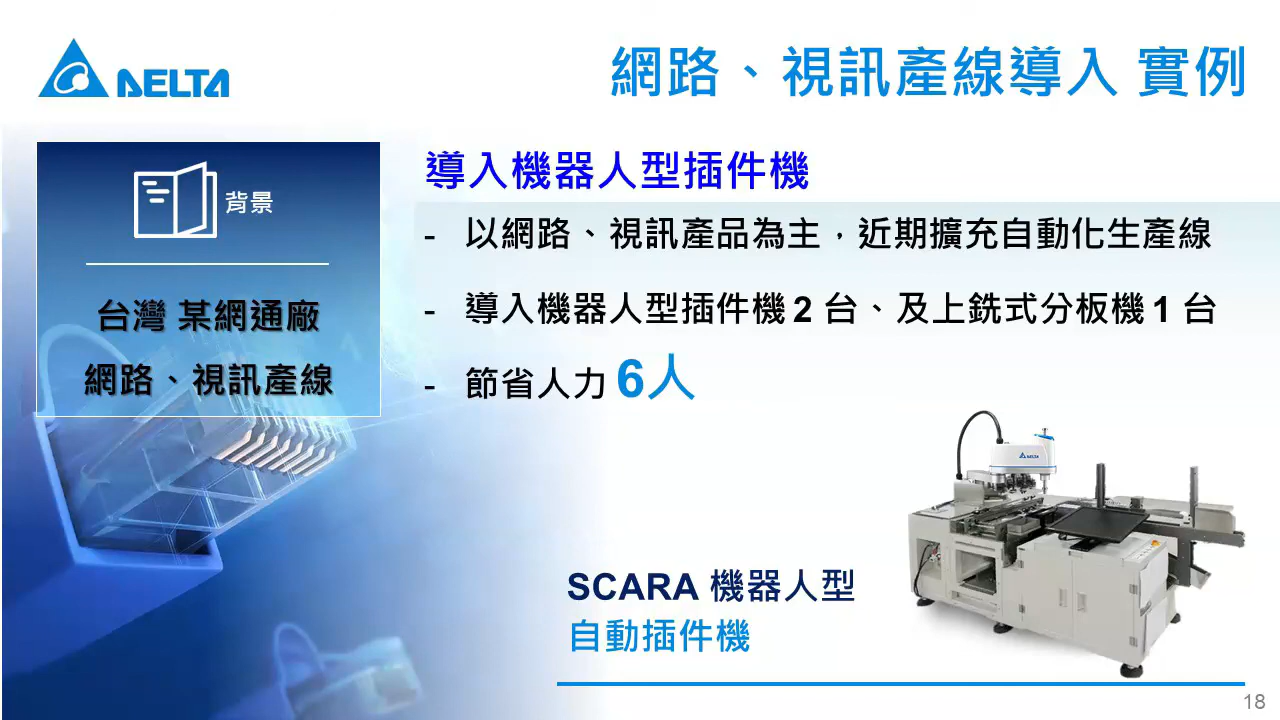 DELTA
網路、視訊產線導入 實例
背景
台灣 某網通廠
網路、視訊產線
導入機器人型插件機
- 以網路、視訊產品為主，近期擴充自動化生產線
- 導入機器人型插件機 2 台、及上銑式分板機 1 台
- 節省人力 6人
DELTA
SCARA 機器人型
自動插件機
18